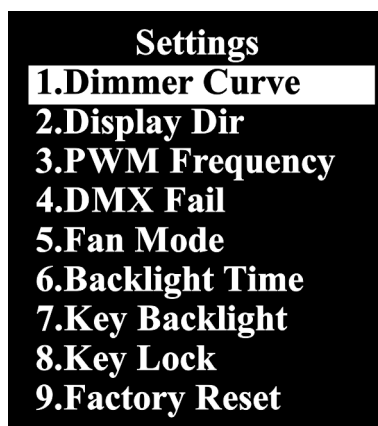 Settings
1.Dimmer Curve
2.Display Dir
3.PWM Frequency
4.DMX Fail
5.Fan Mode
6.Backlight Time
7.Key Backlight
8.Key Lock
9.Factory Reset